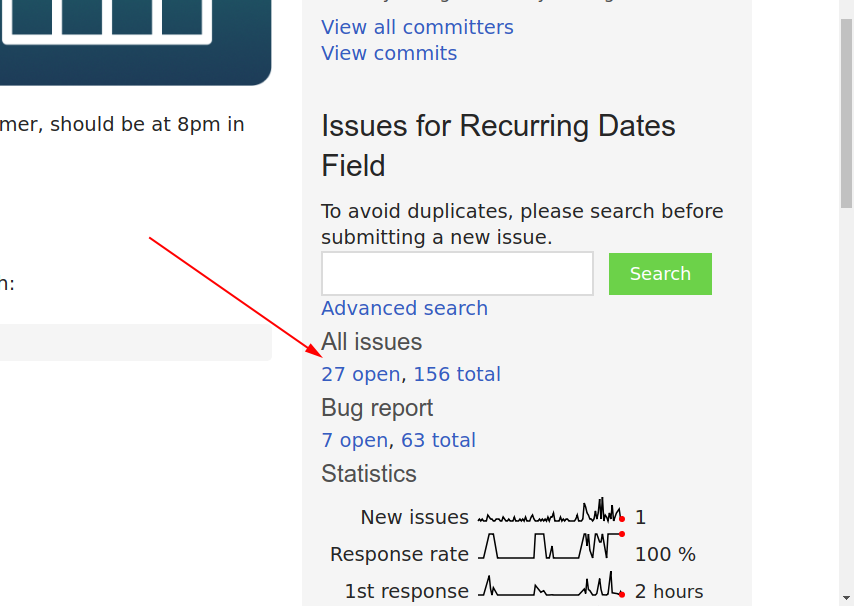 View all committers
View commits
mer, should be at 8pm in
Issues for Recurring Dates
Field
To avoid duplicates, please search before
submitting a new issue.
Search
Advanced search
All issues
27 open, 156 total
Bug report
7 open, 63 total
Statistics
New issues 1
Response rate 100 %
1st response 2 hours